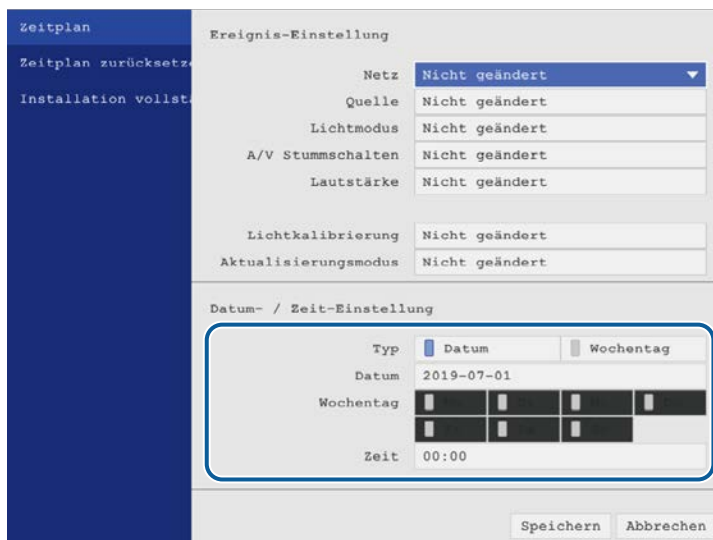 Zeitplan
Zeitplan zurücksetze
Installation vollstä
Ereignis-Einstellung
Netz Nicht geändert
Quelle Nicht geändert
Lichtmodus Nicht geändert
A/V Stummschalten Nicht geändert
Lautstärke Nicht geändert
Lichtkalibrierung Nicht geändert
Aktualisierungsmodus Nicht geändert
Datum- / Zeit-Einstellung
Typ Datum Wochentag
Datum 2019-07-01
Wochentag
Zeit 00:00
Speichern Abbrechen